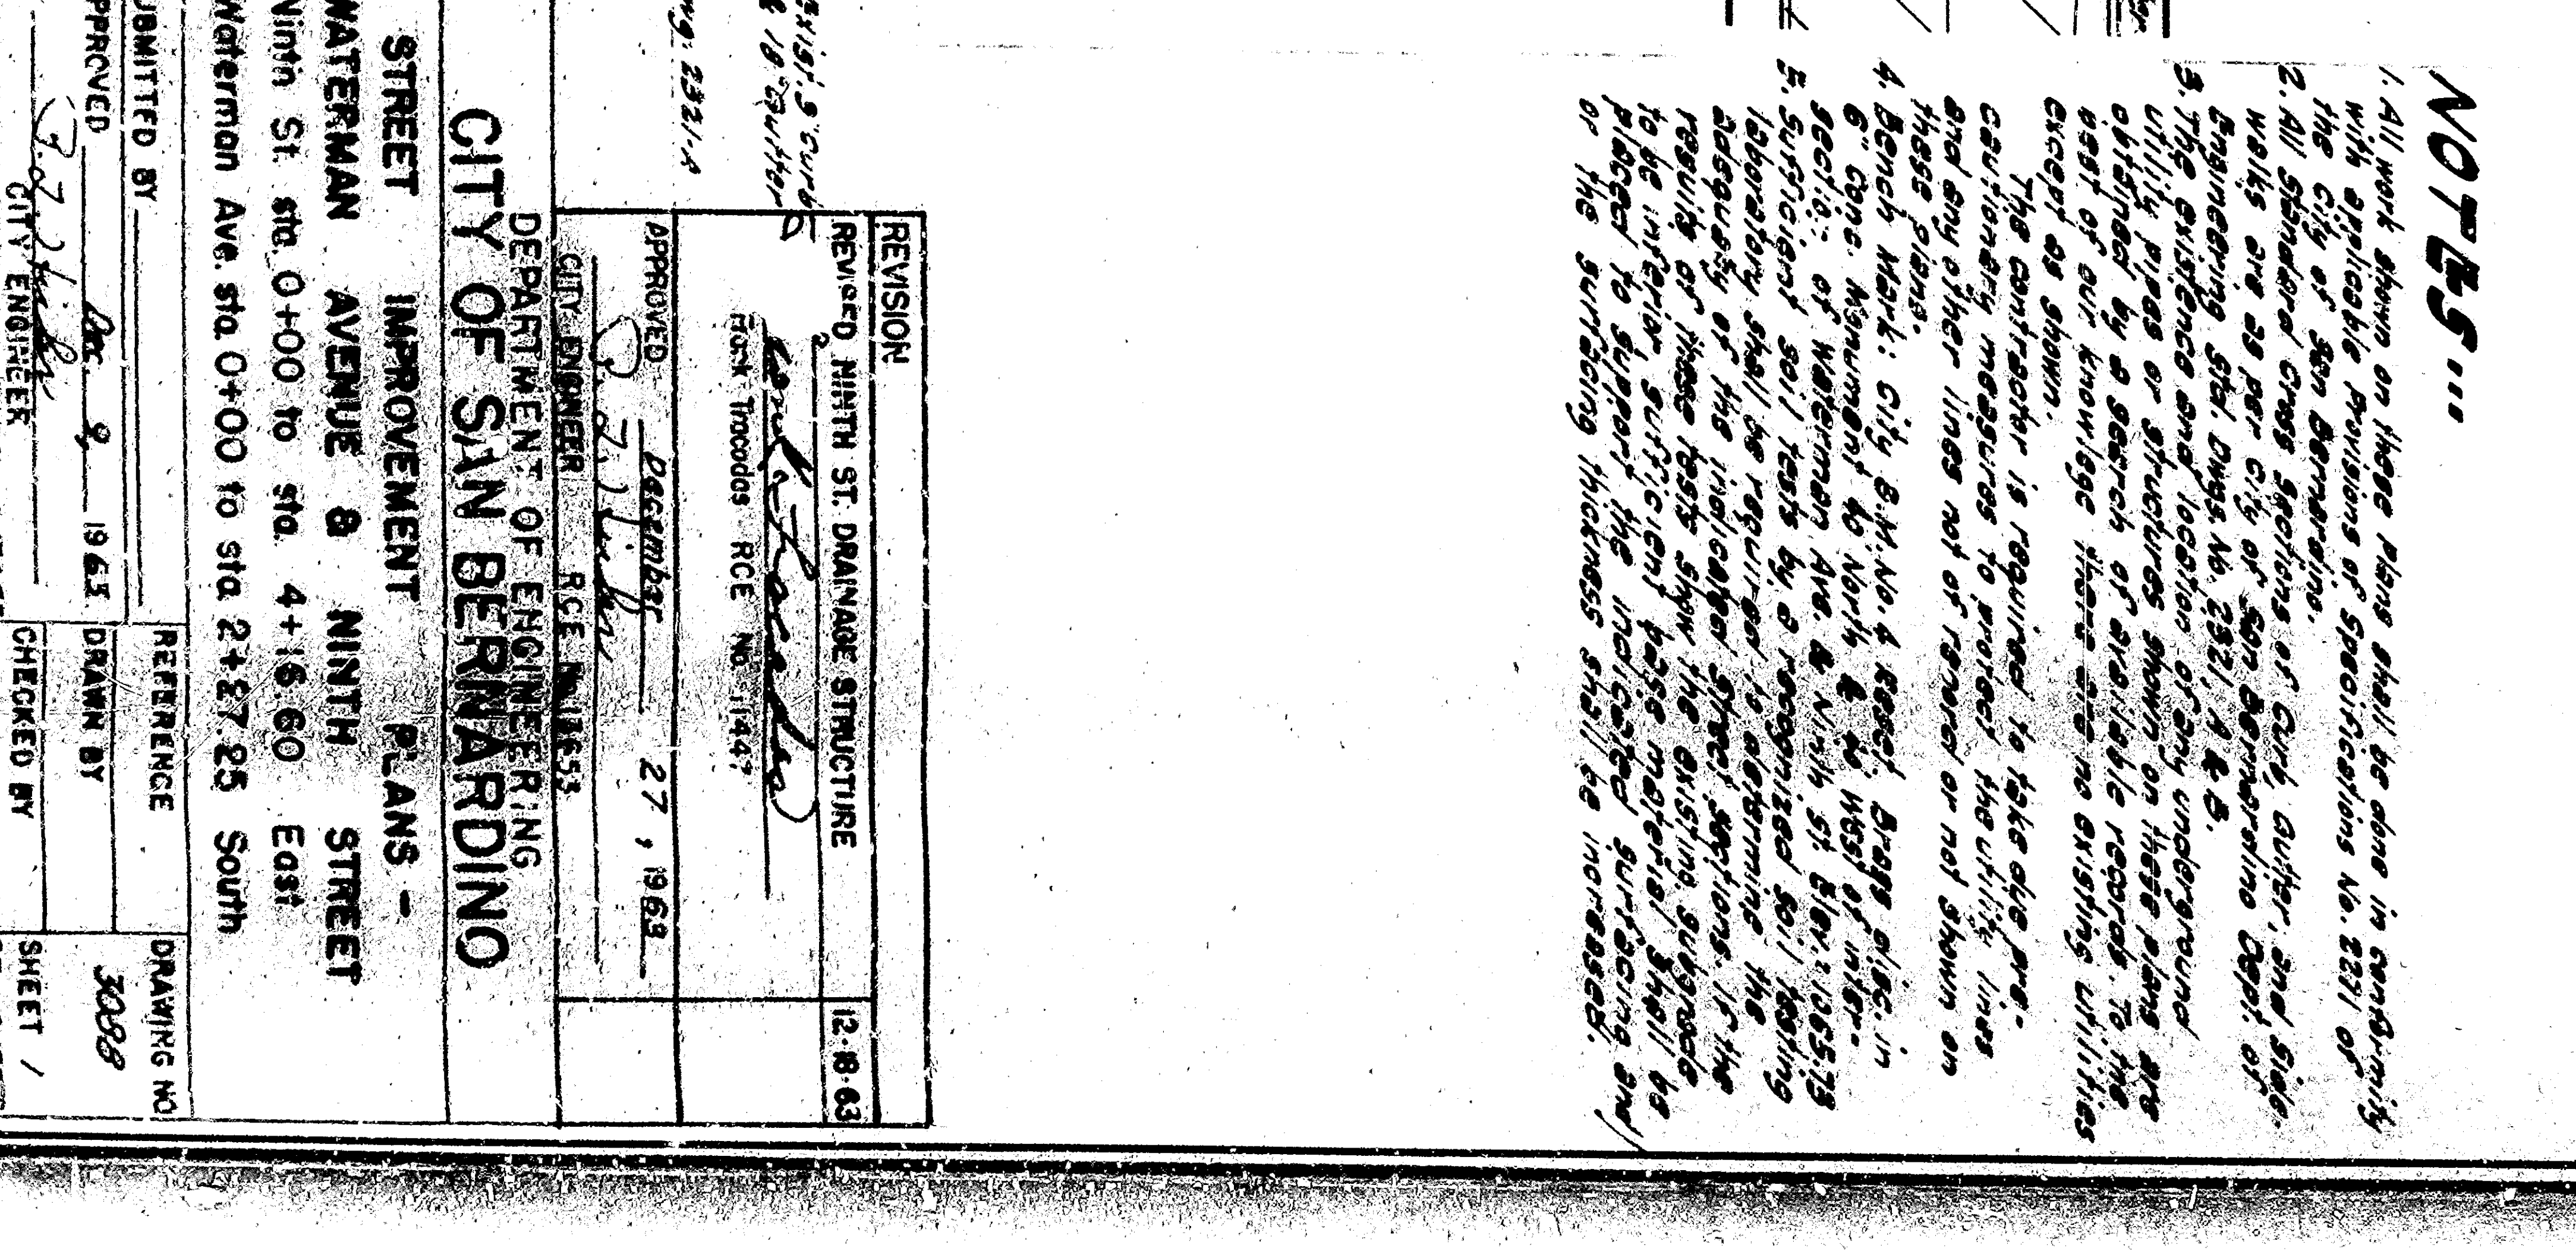 NOTES...
1. All work shown on these plans shall be done in conformity
with applicable provisions of Specifications No. 2271 of
the City of San Bernardino.
2. All Standard Cross Sections of Curb, Gutter, and Side-
walks are as per City of San Bernardino Dept. of
Engineering Std. Dwgs. No. 2321, A & B.
3. The existence and location of any underground
utility pipes or structures shown on these plans are
obtained by a search of available records. To the
best of our knowledge there are no existing utilities
except as shown.
The contractor is required to take due pre-
cautionary measures to protect the utility lines
and any other lines not of record or not shown on
these plans.
4. Bench Mark: City B.M. No. 4 Reset: Brass disc. in
6" Conc. Monument 40' North & 40' West of inter-
section of Waterman Ave. & Ninth St. Elev.: 1065.73
5. Sufficient soil tests by a recognized soil testing
laboratory shall be required to determine the
adequacy of the indicated street sections. If the
results of these tests show the existing subgrade
to be inferior, sufficient base material shall be
placed to support the indicated surfacing and/
or the surfacing thickness shall be increased.
REVISION
REVISED NINTH ST. DRAINAGE STRUCTURE 12-18-63
Exist. 9" Curb
& 18" Gutter
Hank Trocodos RCE No. 11447
2321-A
APPROVED December 27, 1963
CITY ENGINEER RCE No. 13653
DEPARTMENT OF ENGINEERING
CITY OF SAN BERNARDINO
STREET IMPROVEMENT PLANS -
WATERMAN AVENUE & NINTH STREET
Ninth St. sta. 0+00 to sta. 4+16.60 East
Waterman Ave. sta 0+00 to sta 2+27.25 South
SUBMITTED BY
REFERENCE
DRAWING NO.
APPROVED Dec. 9, 1963
DRAWN BY
3088
CITY ENGINEER
CHECKED BY
SHEET 1